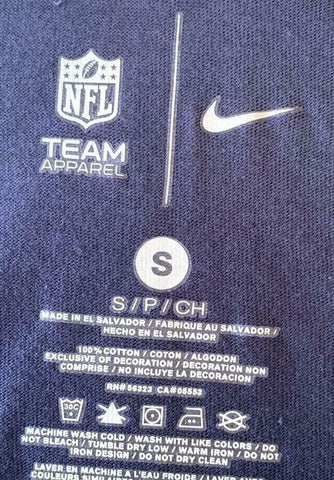 NFL
TEAM
APPAREL
S
S/P/CH
MADE IN EL SALVADOR / FABRIQUE AU SALVADOR /
HECHO EN EL SALVADOR
100% COTTON / COTON / ALGODON
EXCLUSIVE OF DECORATION / DECORATION NON
COMPRISE / NO INCLUYE LA DECORACION
RN# 56323 CA# 05553
30C
MACHINE WASH COLD / WASH WITH LIKE COLORS / DO
NOT BLEACH / TUMBLE DRY LOW / WARM IRON / DO NOT
IRON DESIGN / DO NOT DRY CLEAN
LAVER EN MACHINE A L'EAU FROIDE / LAVER AVEC